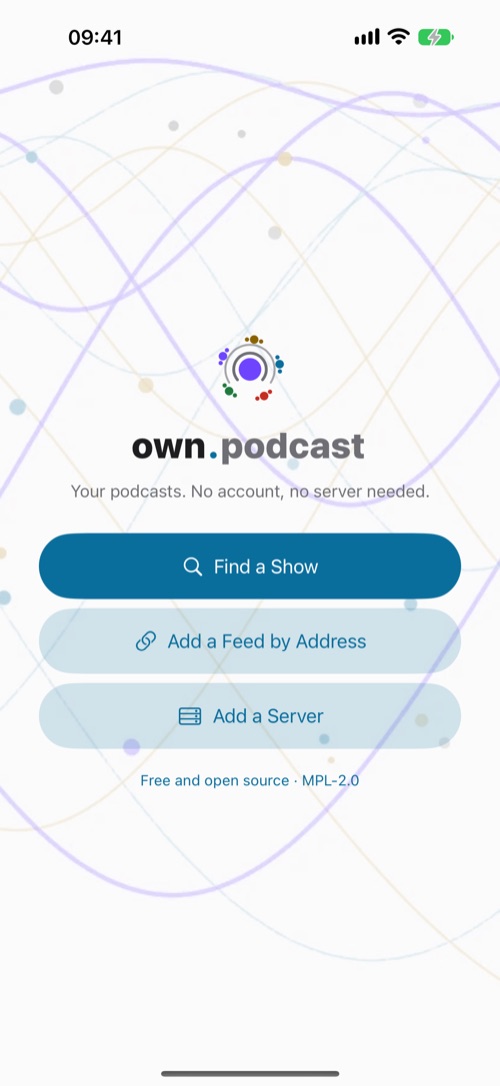 09:41
own.podcast
Your podcasts. No account, no server needed.
Find a Show
Add a Feed by Address
Add a Server
Free and open source · MPL-2.0